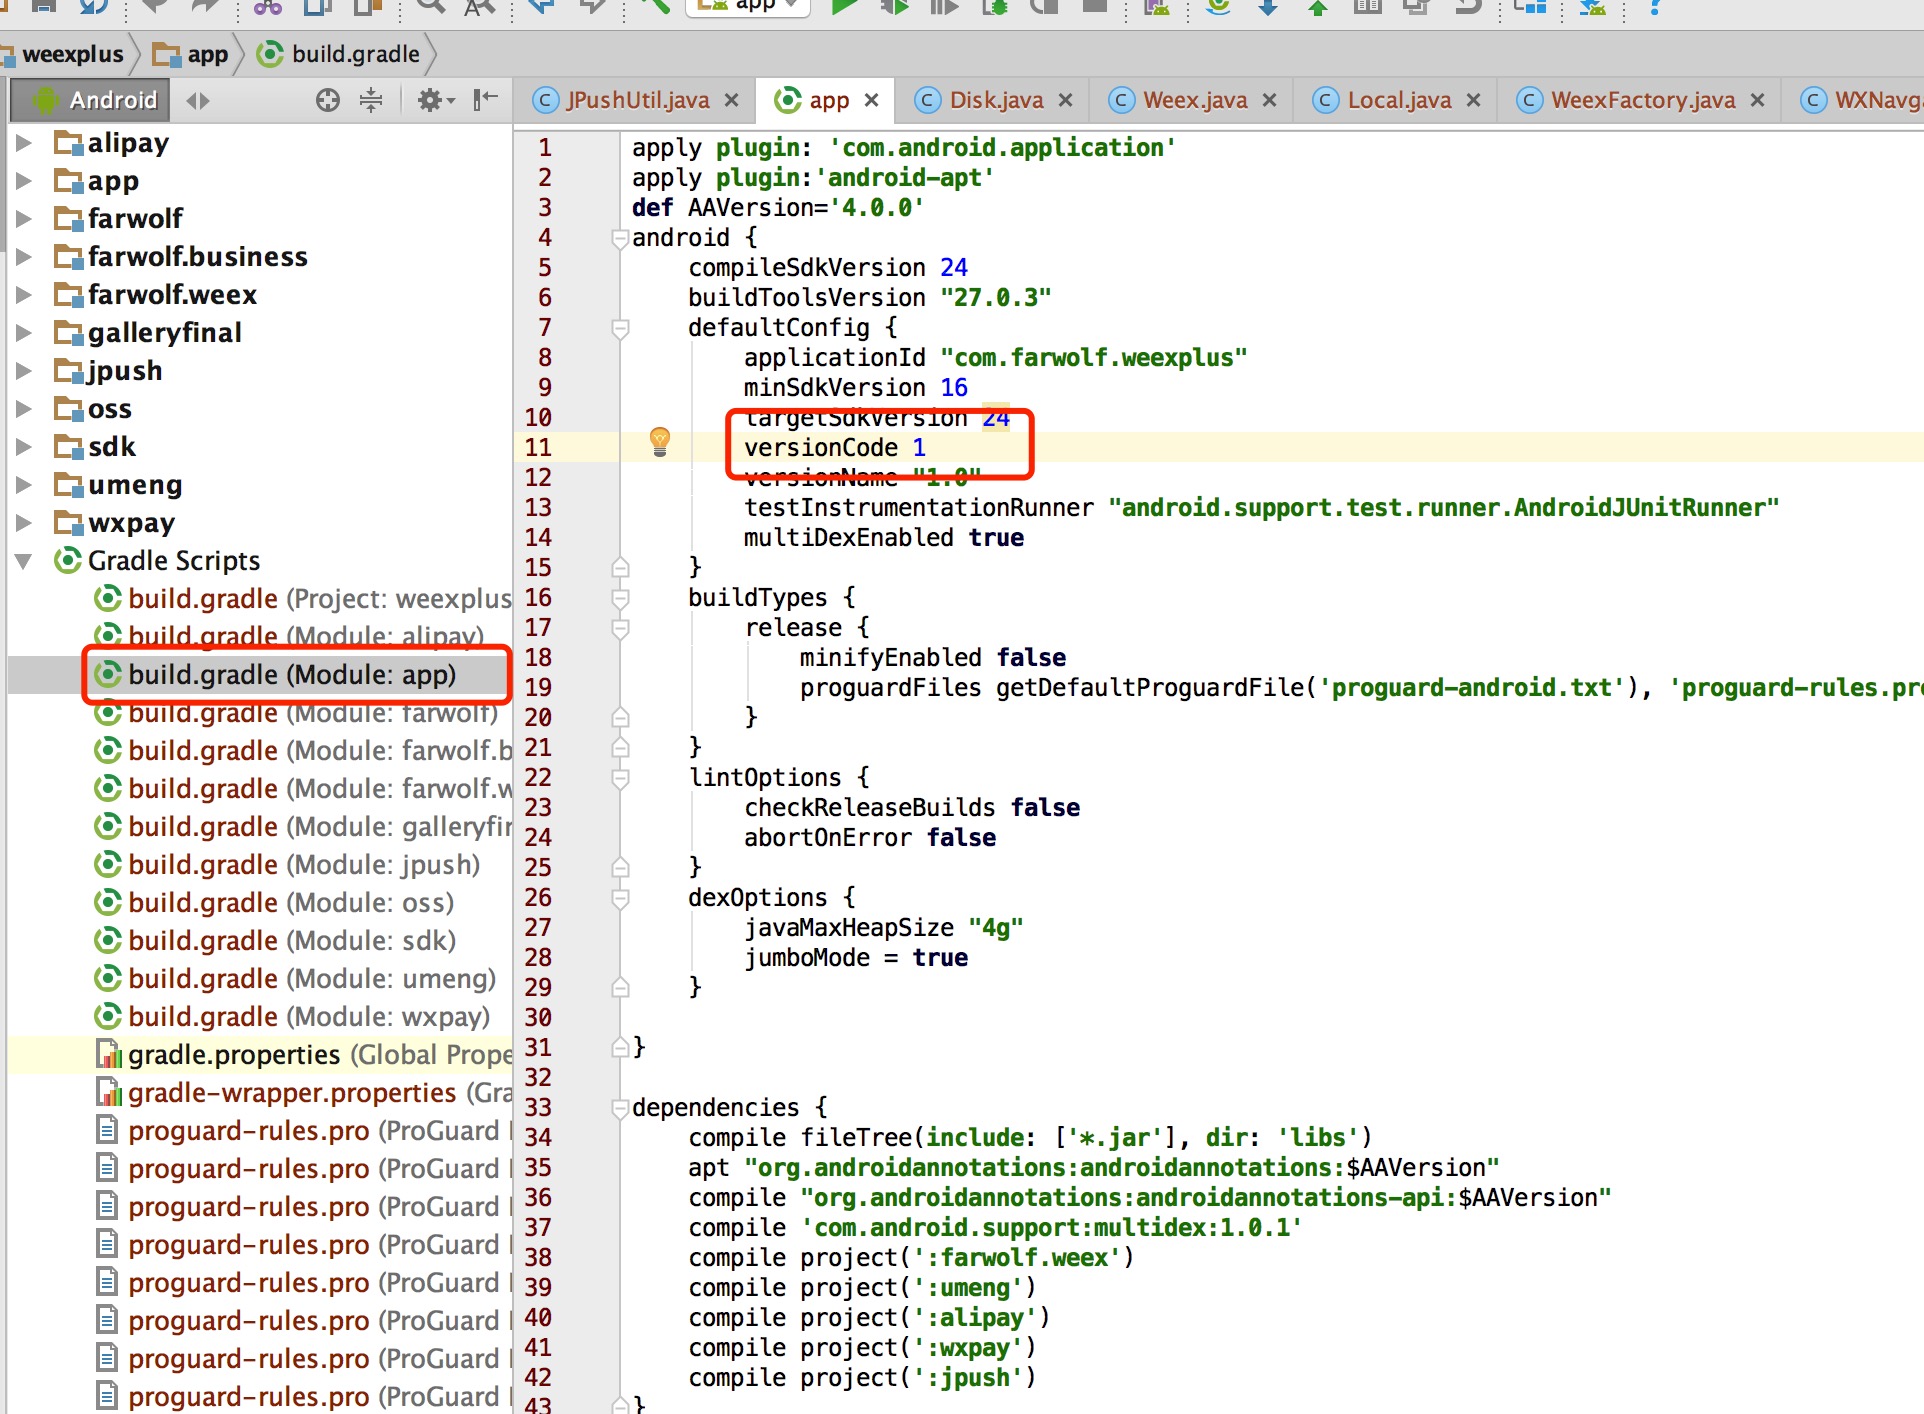 app
weexplus app build.gradle
Android
JPushUtil.java app Disk.java Weex.java Local.java WeexFactory.java WXNavg
alipay
app
farwolf
farwolf.business
farwolf.weex
galleryfinal
jpush
oss
sdk
umeng
wxpay
Gradle Scripts
build.gradle (Project: weexplus
build.gradle (Module: alipay)
build.gradle (Module: app)
build.gradle (Module: farwolf)
build.gradle (Module: farwolf.b
build.gradle (Module: farwolf.w
build.gradle (Module: galleryfin
build.gradle (Module: jpush)
build.gradle (Module: oss)
build.gradle (Module: sdk)
build.gradle (Module: umeng)
build.gradle (Module: wxpay)
gradle.properties (Global Prope
gradle-wrapper.properties (Gra
proguard-rules.pro (ProGuard
proguard-rules.pro (ProGuard
proguard-rules.pro (ProGuard
proguard-rules.pro (ProGuard
proguard-rules.pro (ProGuard
proguard-rules.pro (ProGuard
proguard-rules.pro (ProGuard
proguard-rules.pro (ProGuard
1 apply plugin: 'com.android.application'
2 apply plugin:'android-apt'
3 def AAVersion='4.0.0'
4 android {
5 compileSdkVersion 24
6 buildToolsVersion "27.0.3"
7 defaultConfig {
8 applicationId "com.farwolf.weexplus"
9 minSdkVersion 16
10 targetSdkVersion 24
11 versionCode 1
12 versionName "1.0"
13 testInstrumentationRunner "android.support.test.runner.AndroidJUnitRunner"
14 multiDexEnabled true
15 }
16 buildTypes {
17 release {
18 minifyEnabled false
19 proguardFiles getDefaultProguardFile('proguard-android.txt'), 'proguard-rules.pro
20 }
21 }
22 lintOptions {
23 checkReleaseBuilds false
24 abortOnError false
25 }
26 dexOptions {
27 javaMaxHeapSize "4g"
28 jumboMode = true
29 }
30
31 }
32
33 dependencies {
34 compile fileTree(include: ['*.jar'], dir: 'libs')
35 apt "org.androidannotations:androidannotations:$AAVersion"
36 compile "org.androidannotations:androidannotations-api:$AAVersion"
37 compile 'com.android.support:multidex:1.0.1'
38 compile project(':farwolf.weex')
39 compile project(':umeng')
40 compile project(':alipay')
41 compile project(':wxpay')
42 compile project(':jpush')
43 }